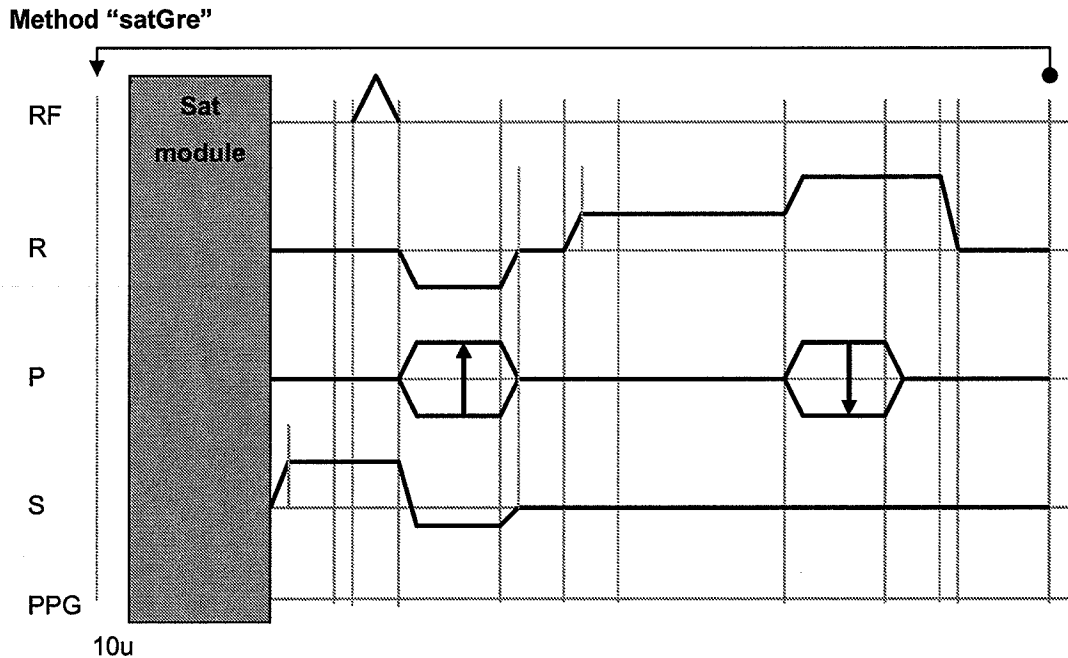 Method “satGre”
RF
Sat
module
R
P
S
PPG
10u